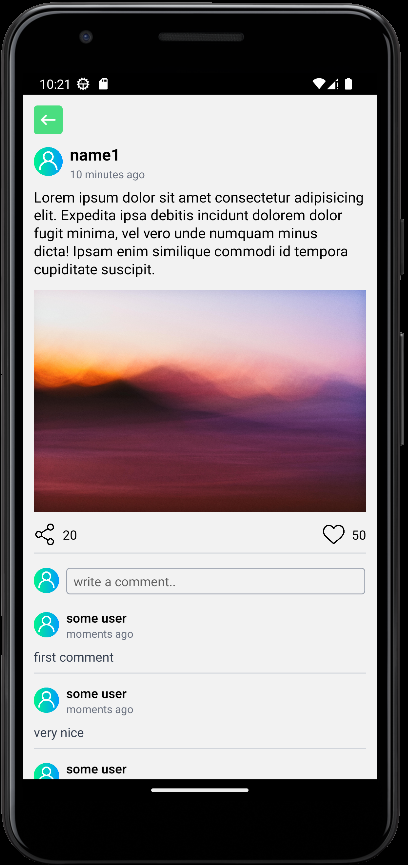 10:21
name1
10 minutes ago
Lorem ipsum dolor sit amet consectetur adipisicing
elit. Expedita ipsa debitis incidunt dolorem dolor
fugit minima, vel vero unde numquam minus
dicta! Ipsam enim similique commodi id tempora
cupiditate suscipit.
20
50
write a comment..
some user
moments ago
first comment
some user
moments ago
very nice
some user